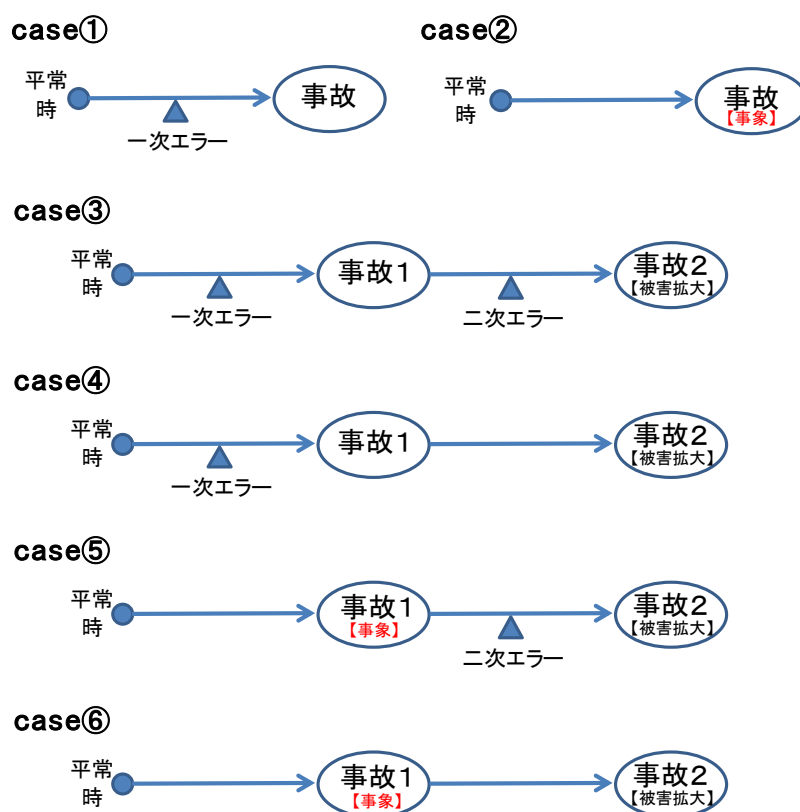 case①
平常
時
事故
一次エラー
case②
平常
時
事故
【事象】
case③
平常
時
事故1
事故2
【被害拡大】
一次エラー
二次エラー
case④
平常
時
事故1
事故2
【被害拡大】
一次エラー
case⑤
平常
時
事故1
【事象】
事故2
【被害拡大】
二次エラー
case⑥
平常
時
事故1
【事象】
事故2
【被害拡大】